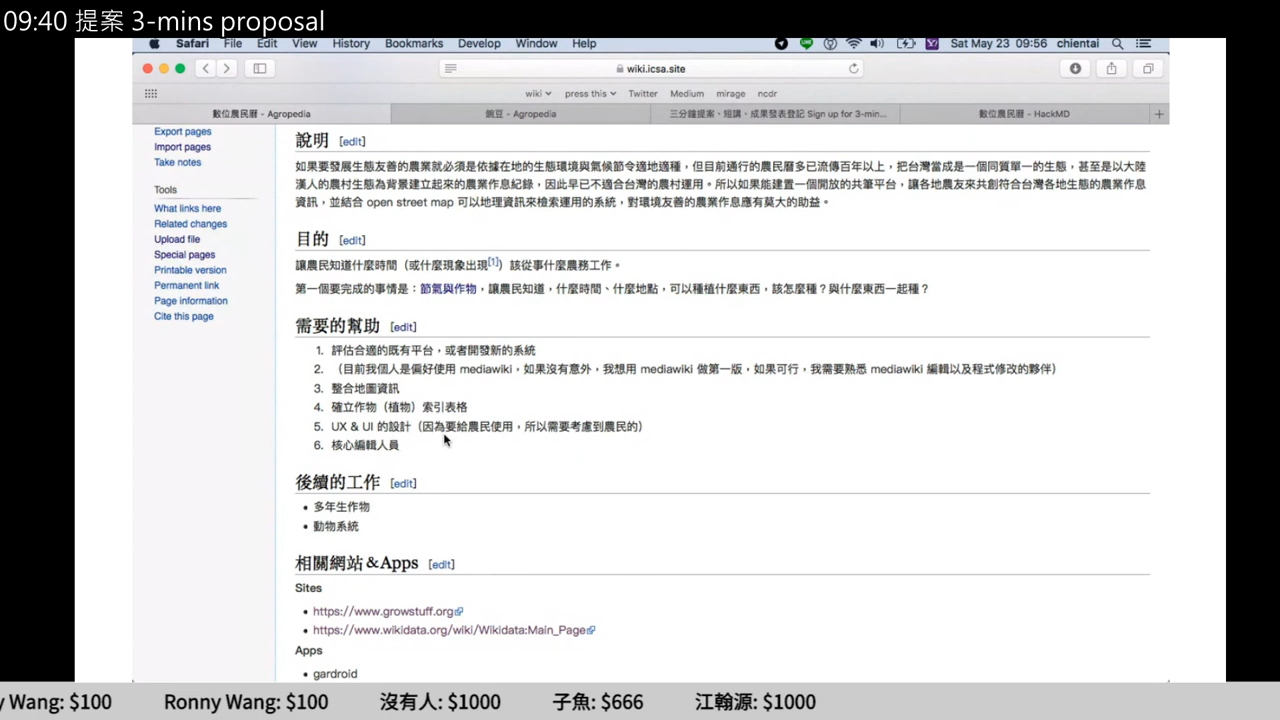 09:40 提案 3-mins proposal
Safari File Edit View History Bookmarks Develop Window Help
Sat May 23 09:56 chientai
wiki.icsa.site
wiki press this Twitter Medium mirage ncdr
數位農民曆 - Agropedia
豌豆 - Agropedia
三分鐘提案、短講、成果發表登記 Sign up for 3-min...
數位農民曆 - HackMD
Export pages
Import pages
Take notes
Tools
What links here
Related changes
Upload file
Special pages
Printable version
Permanent link
Page information
Cite this page
說明 [edit]
如果要發展生態友善的農業就必須是依據在地的生態環境與氣候節令適地適種，但目前通行的農民曆多已流傳百年以上，把台灣當成是一個同質單一的生態，甚至是以大陸
漢人的農村生態為背景建立起來的農業作息紀錄，因此早已不適合台灣的農村運用。所以如果能建置一個開放的共筆平台，讓各地農友來共創符合台灣各地生態的農業作息
資訊，並結合 open street map 可以地理資訊來檢索運用的系統，對環境友善的農業作息應有莫大的助益。
目的 [edit]
讓農民知道什麼時間（或什麼現象出現[1]）該從事什麼農務工作。
第一個要完成的事情是：節氣與作物，讓農民知道，什麼時間、什麼地點，可以種植什麼東西，該怎麼種？與什麼東西一起種？
需要的幫助 [edit]
1. 評估合適的既有平台，或者開發新的系統
2. （目前我個人是偏好使用 mediawiki，如果沒有意外，我想用 mediawiki 做第一版，如果可行，我需要熟悉 mediawiki 編輯以及程式修改的夥伴）
3. 整合地圖資訊
4. 確立作物（植物）索引表格
5. UX & UI 的設計（因為要給農民使用，所以需要考慮到農民的）
6. 核心編輯人員
後續的工作 [edit]
• 多年生作物
• 動物系統
相關網站&Apps [edit]
Sites
• https://www.growstuff.org
• https://www.wikidata.org/wiki/Wikidata:Main_Page
Apps
• gardroid
y Wang: $100 Ronny Wang: $100 沒有人: $1000 子魚: $666 江翰源: $1000